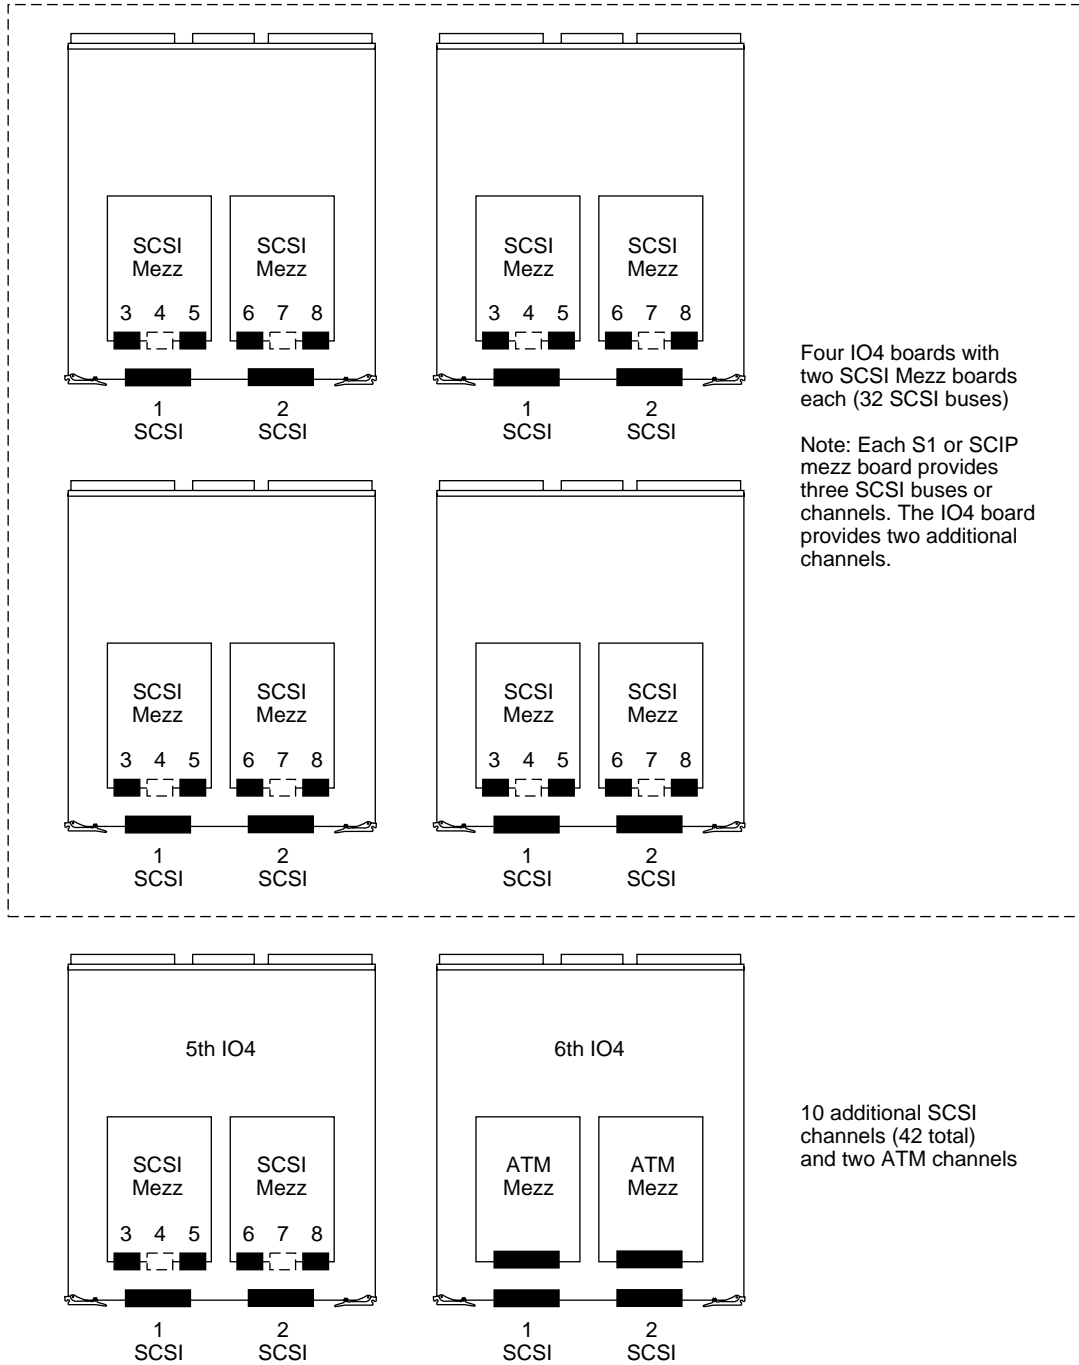 SCSI
Mezz
SCSI
Mezz
3 4 5
6 7 8
1
SCSI
2
SCSI
SCSI
Mezz
SCSI
Mezz
3 4 5
6 7 8
1
SCSI
2
SCSI
Four IO4 boards with
two SCSI Mezz boards
each (32 SCSI buses)
Note: Each S1 or SCIP
mezz board provides
three SCSI buses or
channels. The IO4 board
provides two additional
channels.
SCSI
Mezz
SCSI
Mezz
3 4 5
6 7 8
1
SCSI
2
SCSI
SCSI
Mezz
SCSI
Mezz
3 4 5
6 7 8
1
SCSI
2
SCSI
5th IO4
SCSI
Mezz
SCSI
Mezz
3 4 5
6 7 8
1
SCSI
2
SCSI
6th IO4
ATM
Mezz
ATM
Mezz
1
SCSI
2
SCSI
10 additional SCSI
channels (42 total)
and two ATM channels